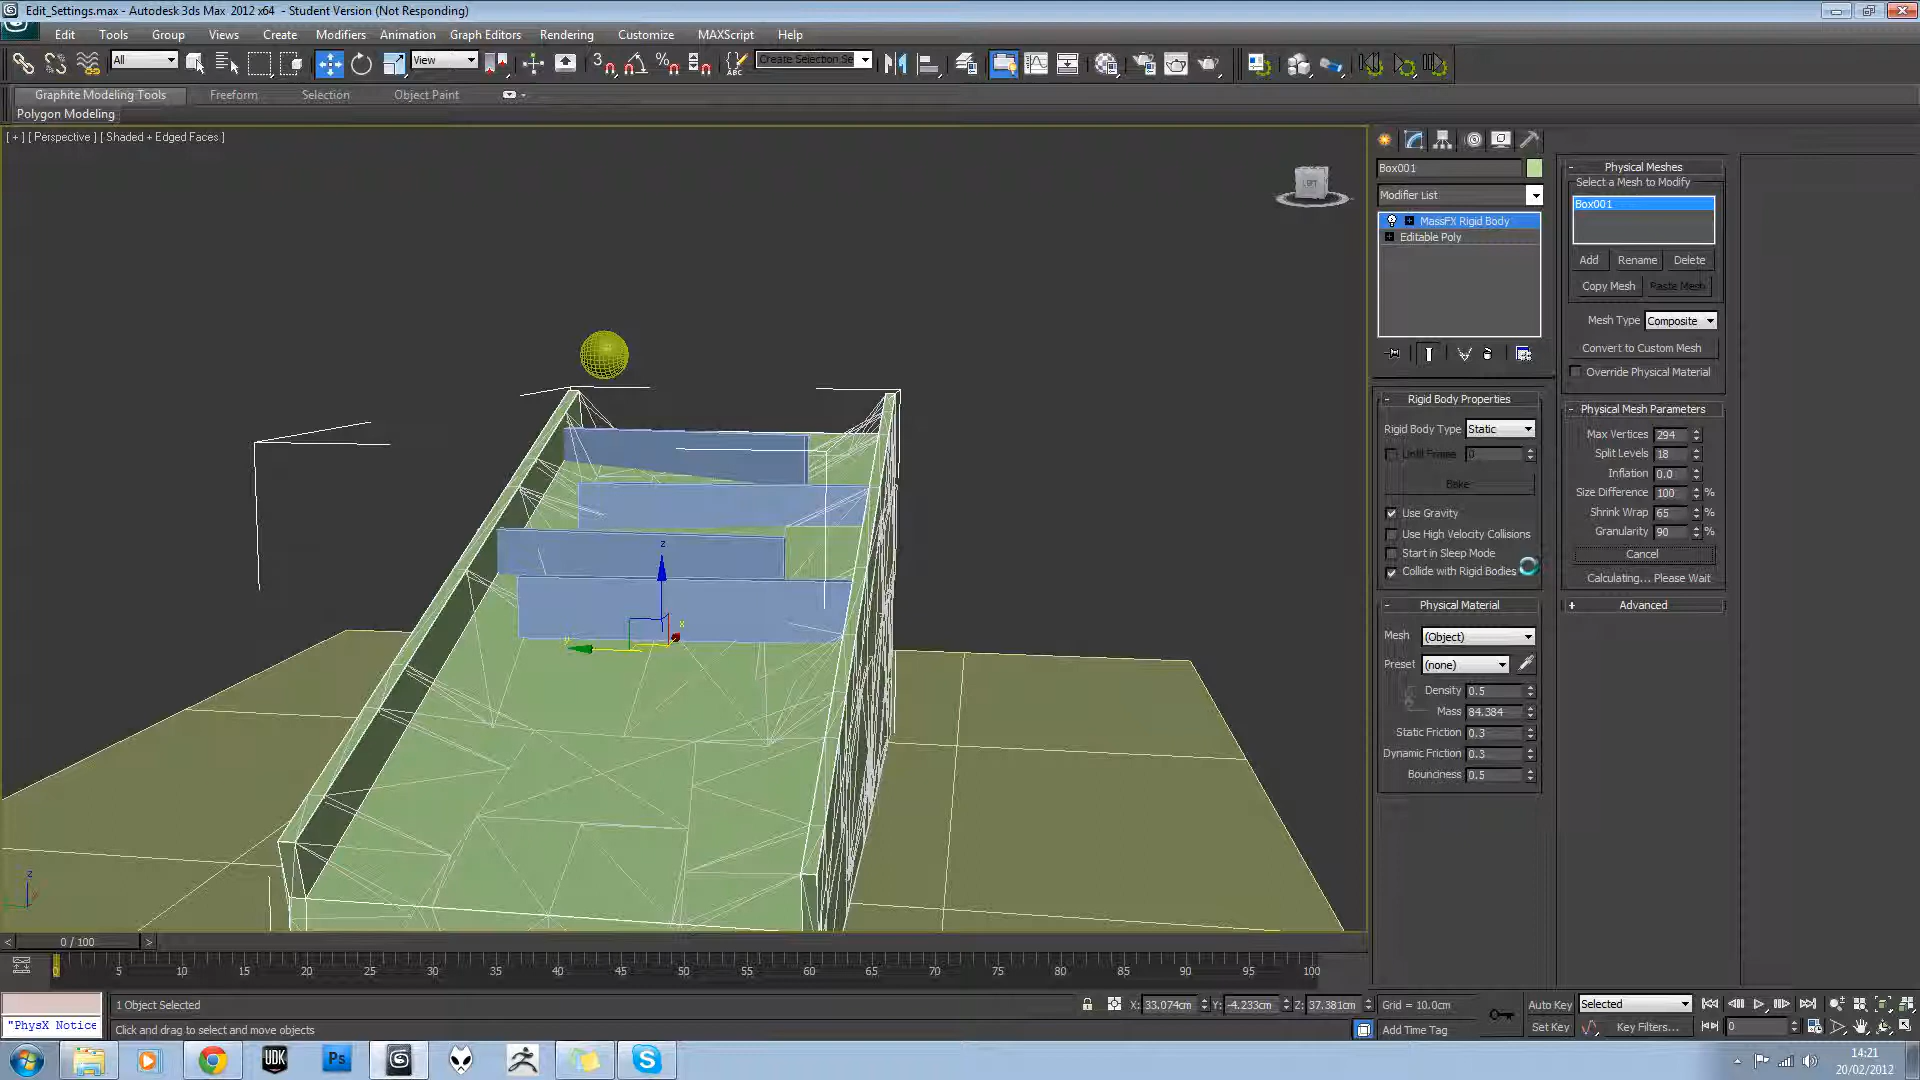 Edit_Settings.max - Autodesk 3ds Max 2012 x64 - Student Version (Not Responding)
Edit Tools Group Views Create Modifiers Animation Graph Editors Rendering Customize MAXScript Help
All View Create Selection Se
Graphite Modeling Tools Freeform Selection Object Paint
Polygon Modeling
[ + ] [ Perspective ] [ Shaded + Edged Faces ]
Box001
Modifier List
MassFX Rigid Body
Editable Poly
Rigid Body Properties
Rigid Body Type Static
Until Frame 0
Bake
Use Gravity
Use High Velocity Collisions
Start in Sleep Mode
Collide with Rigid Bodies
Physical Material
Mesh (Object)
Preset (none)
Density 0.5
Mass 84.384
Static Friction 0.3
Dynamic Friction 0.3
Bounciness 0.5
Physical Meshes
Select a Mesh to Modify
Box001
Add Rename Delete
Copy Mesh Paste Mesh
Mesh Type Composite
Convert to Custom Mesh
Override Physical Material
Physical Mesh Parameters
Max Vertices 294
Split Levels 18
Inflation 0.0
Size Difference 100 %
Shrink Wrap 65 %
Granularity 90 %
Cancel
Calculating... Please Wait
Advanced
z
x
y
z
< 0 / 100 >
0 5 10 15 20 25 30 35 40 45 50 55 60 65 70 75 80 85 90 95 100
1 Object Selected
X: 33.074cm Y: -4.233cm Z: 37.381cm Grid = 10.0cm
Auto Key Selected
"PhysX Notice
Click and drag to select and move objects
Add Time Tag
Set Key Key Filters... 0
UDK
Ps
14:21
20/02/2012